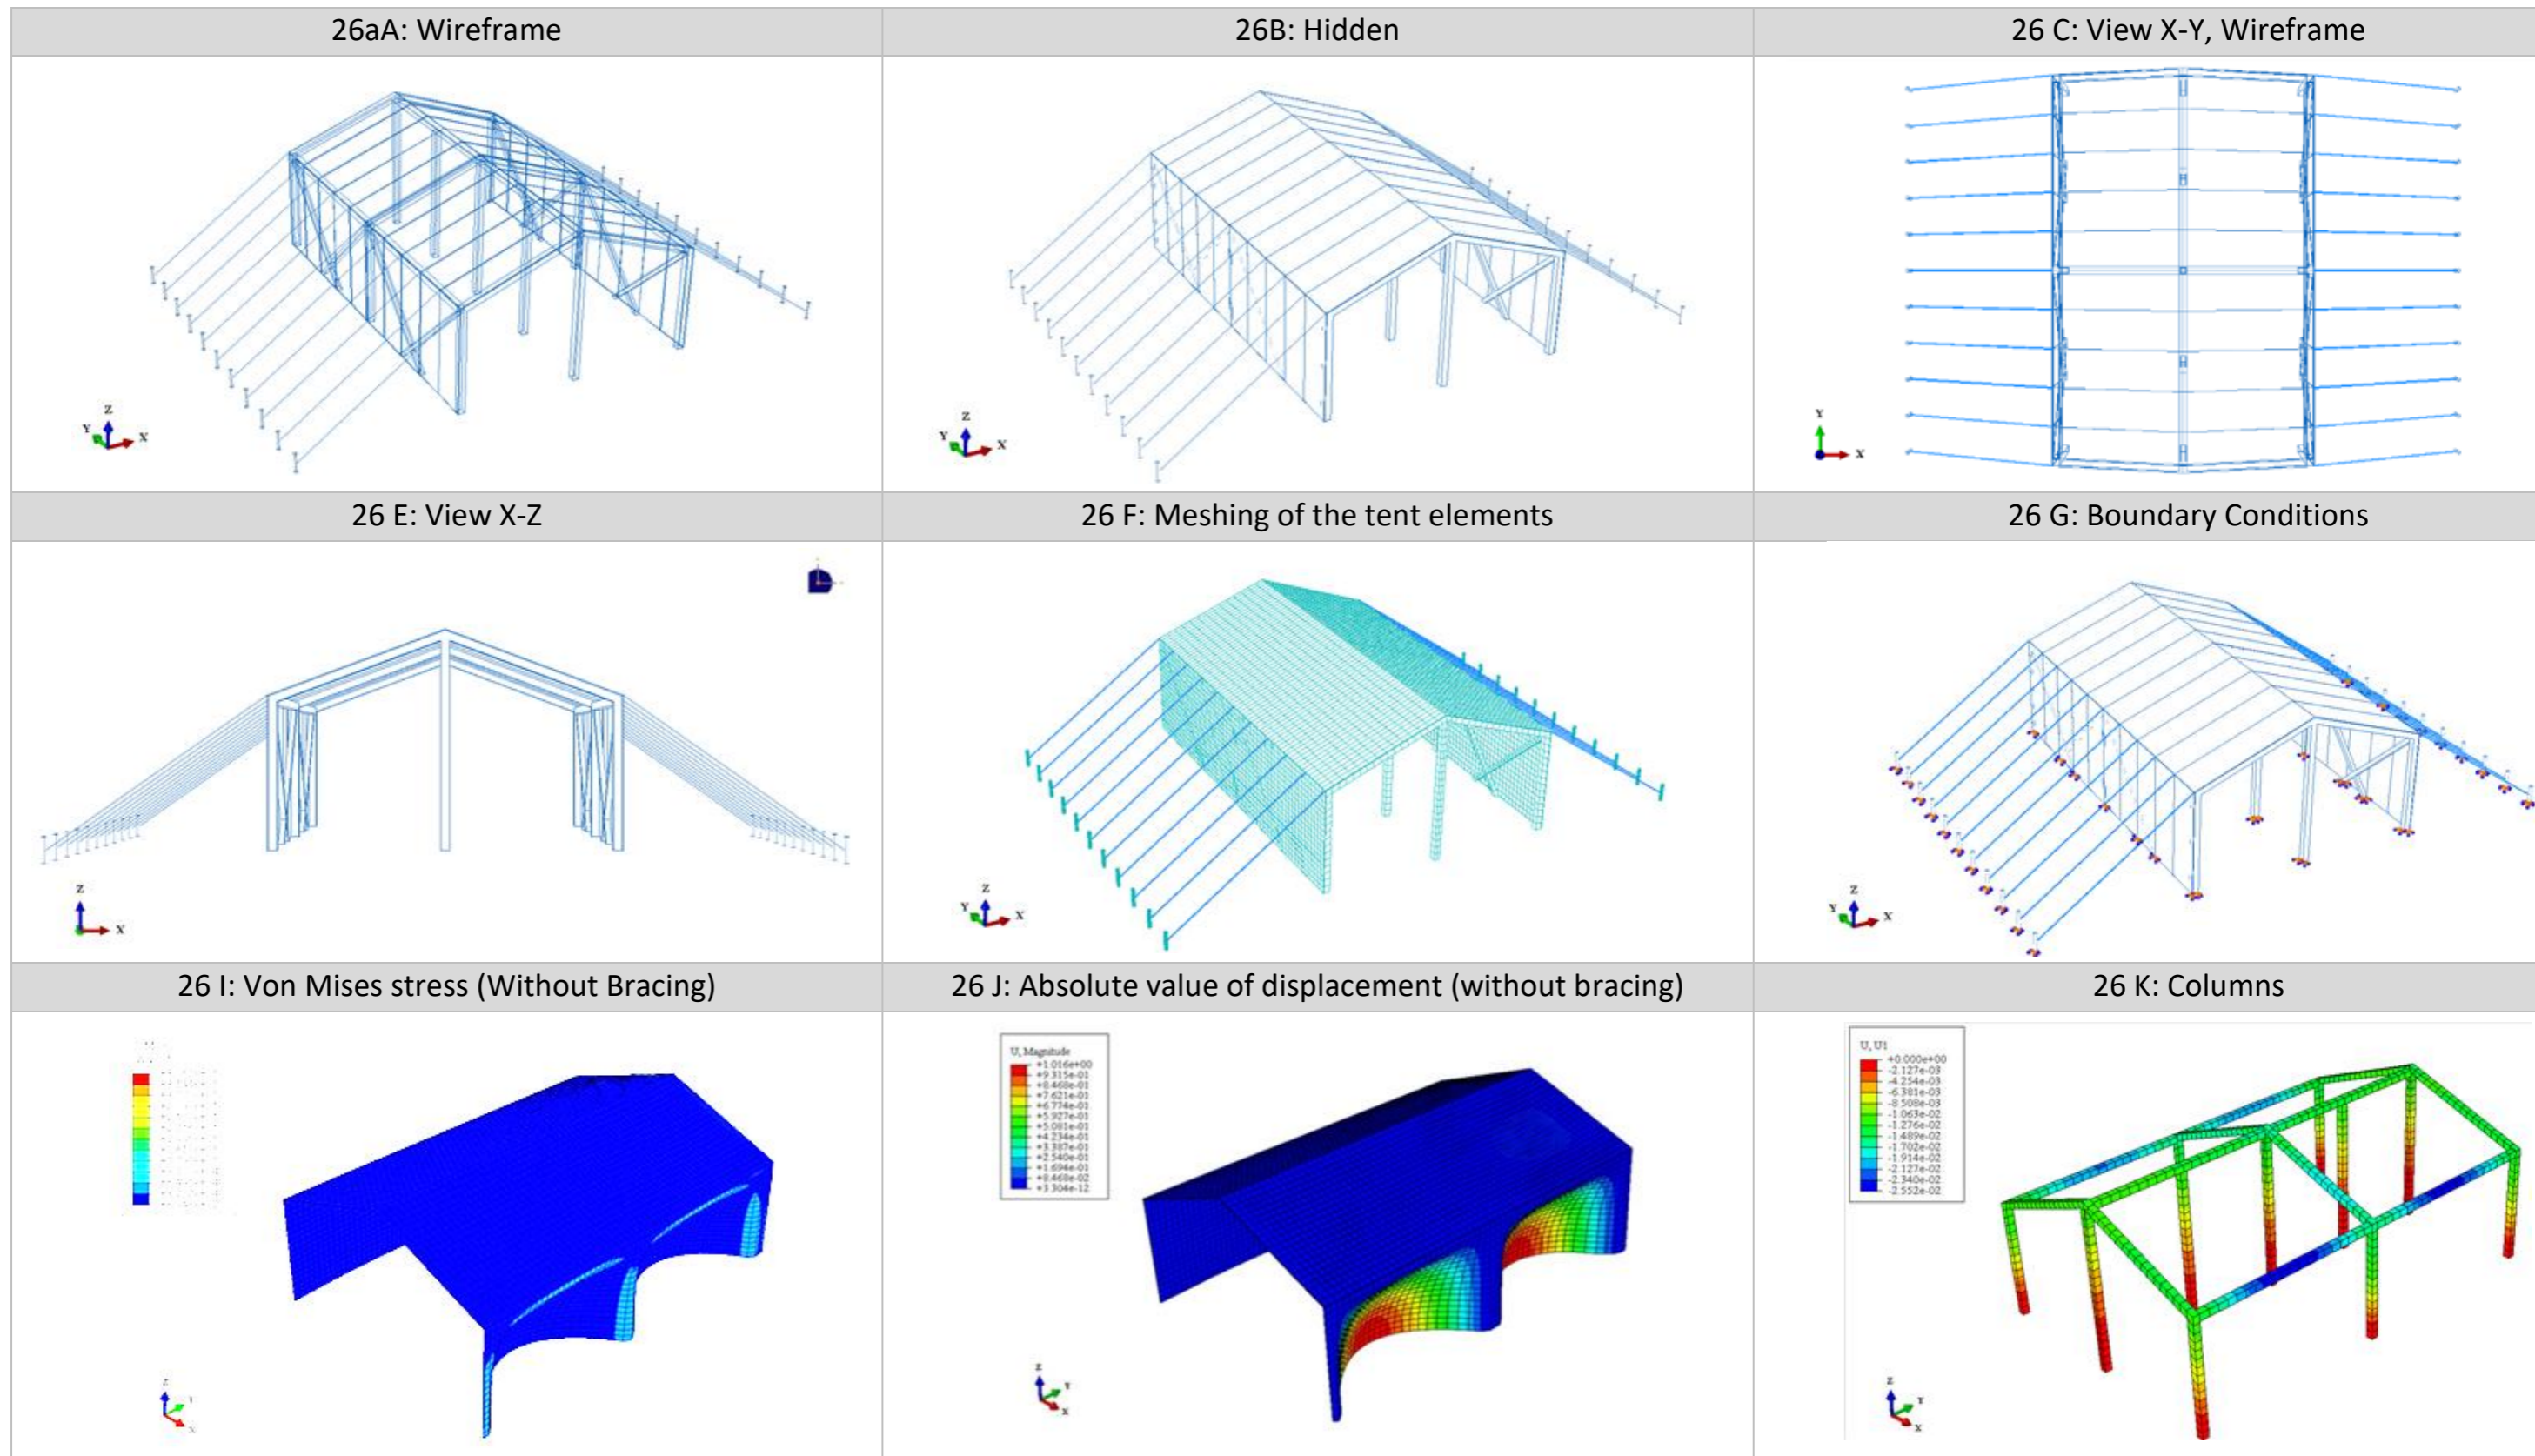 26aA: Wireframe
26B: Hidden
26 C: View X-Y, Wireframe
Z
Y
X
Z
Y
X
Y
X
26 E: View X-Z
26 F: Meshing of the tent elements
26 G: Boundary Conditions
Z
X
Z
Y
X
Z
Y
X
26 I: Von Mises stress (Without Bracing)
26 J: Absolute value of displacement (without bracing)
26 K: Columns
U, Magnitude
+1.016e+00
+9.315e-01
+8.468e-01
+7.621e-01
+6.774e-01
+5.927e-01
+5.081e-01
+4.234e-01
+3.387e-01
+2.540e-01
+1.694e-01
+8.468e-02
+3.304e-12
Z
Y
X
U, U1
+0.000e+00
-2.127e-03
-4.254e-03
-6.381e-03
-8.508e-03
-1.063e-02
-1.276e-02
-1.489e-02
-1.702e-02
-1.914e-02
-2.127e-02
-2.340e-02
-2.552e-02
Z
Y
X